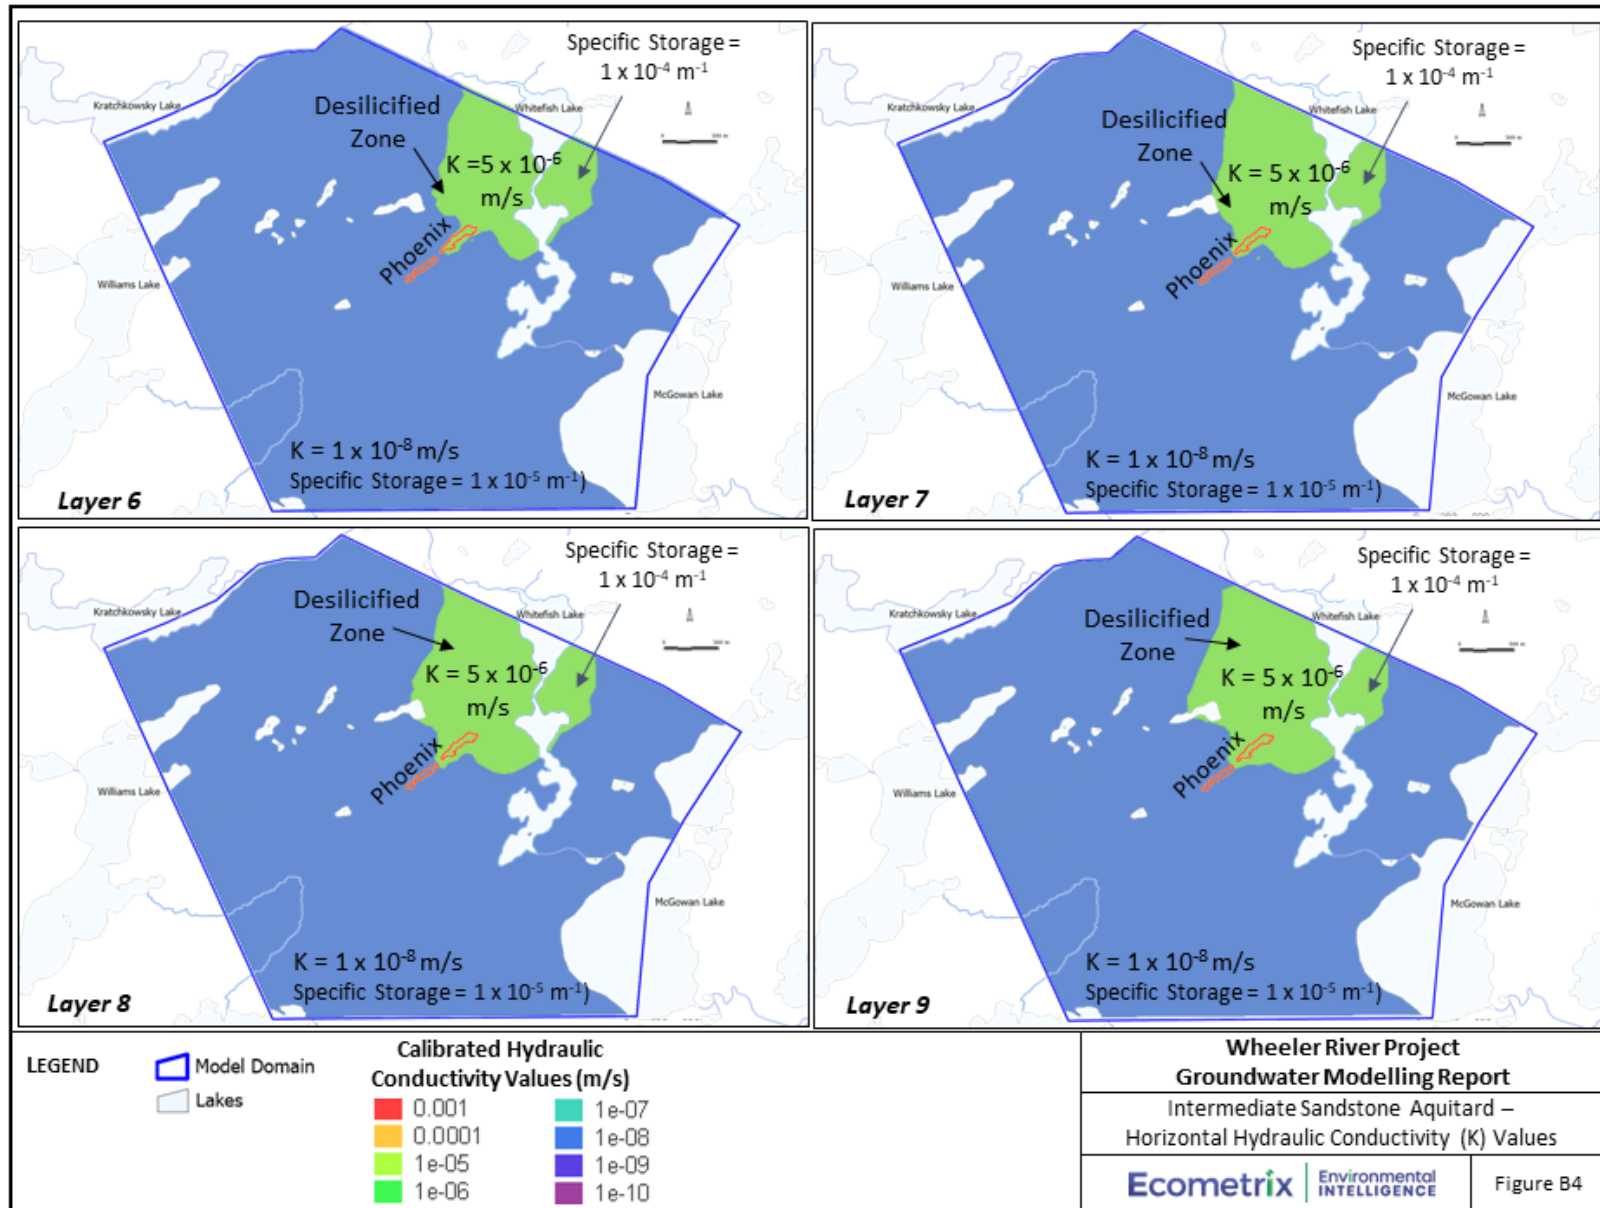 Specific Storage =
1 x 10⁻⁴ m⁻¹
Kratchkowsky Lake
Desilicified
Zone
Whitefish Lake
K =5 x 10⁻⁶
m/s
Phoenix
Williams Lake
McGowan Lake
K = 1 x 10⁻⁸ m/s
Specific Storage = 1 x 10⁻⁵ m⁻¹)
Layer 6
Specific Storage =
1 x 10⁻⁴ m⁻¹
Kratchkowsky Lake
Desilicified
Zone
Whitefish Lake
K = 5 x 10⁻⁶
m/s
Phoenix
Williams Lake
McGowan Lake
K = 1 x 10⁻⁸ m/s
Specific Storage = 1 x 10⁻⁵ m⁻¹)
Layer 7
Specific Storage =
1 x 10⁻⁴ m⁻¹
Kratchkowsky Lake
Desilicified
Zone
Whitefish Lake
K = 5 x 10⁻⁶
m/s
Phoenix
Williams Lake
McGowan Lake
K = 1 x 10⁻⁸ m/s
Specific Storage = 1 x 10⁻⁵ m⁻¹)
Layer 8
Specific Storage =
1 x 10⁻⁴ m⁻¹
Kratchkowsky Lake
Desilicified
Zone
Whitefish Lake
K = 5 x 10⁻⁶
m/s
Phoenix
Williams Lake
McGowan Lake
K = 1 x 10⁻⁸ m/s
Specific Storage = 1 x 10⁻⁵ m⁻¹)
Layer 9
LEGEND
Model Domain
Lakes
Calibrated Hydraulic
Conductivity Values (m/s)
0.001
0.0001
1e-05
1e-06
1e-07
1e-08
1e-09
1e-10
Wheeler River Project
Groundwater Modelling Report
Intermediate Sandstone Aquitard –
Horizontal Hydraulic Conductivity (K) Values
Ecometrix
Environmental
INTELLIGENCE
Figure B4